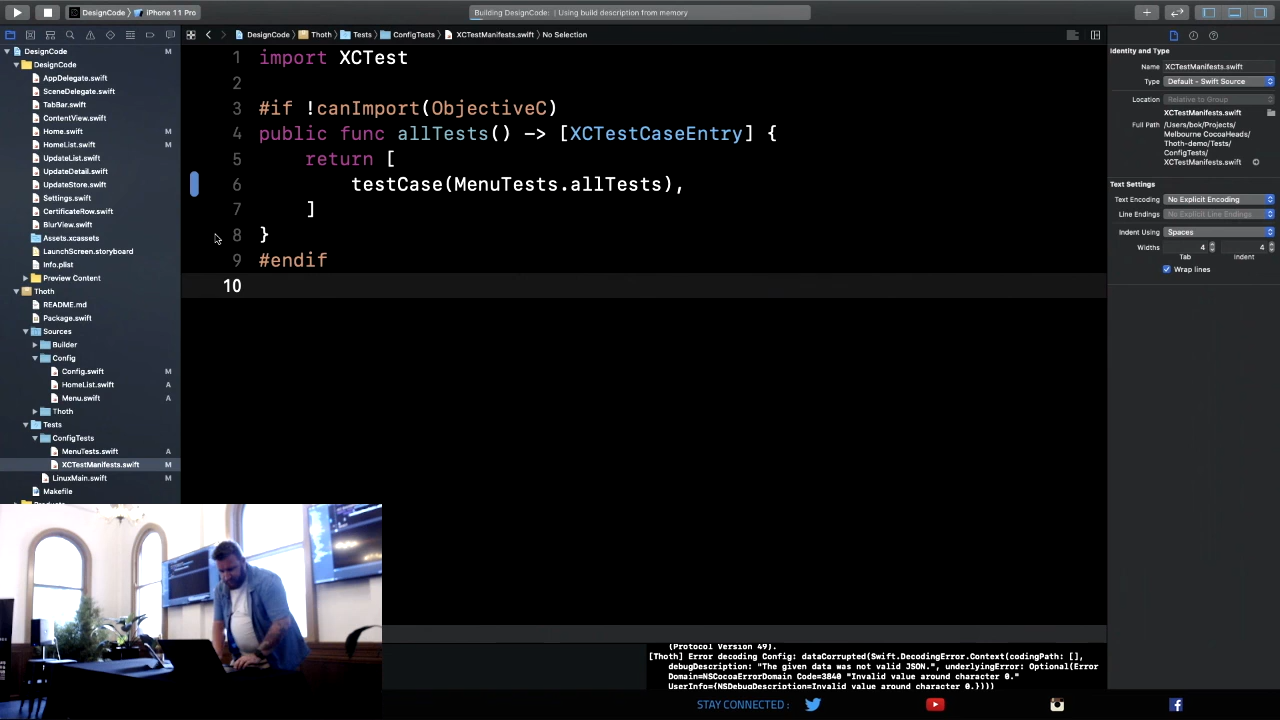 DesignCode
iPhone 11 Pro
Building DesignCode: | Using build description from memory
DesignCode
Thoth
Tests
ConfigTests
XCTestManifests.swift
No Selection
DesignCode M
DesignCode
AppDelegate.swift
SceneDelegate.swift
TabBar.swift
ContentView.swift
Home.swift M
HomeList.swift M
UpdateList.swift
UpdateDetail.swift
UpdateStore.swift
Settings.swift
CertificateRow.swift
BlurView.swift
Assets.xcassets
LaunchScreen.storyboard
Info.plist
Preview Content
Thoth
README.md
Package.swift
Sources
Builder
Config
Config.swift M
HomeList.swift A
Menu.swift A
Thoth
Tests
ConfigTests
MenuTests.swift A
XCTestManifests.swift M
LinuxMain.swift M
Makefile
1 import XCTest
2
3 #if !canImport(ObjectiveC)
4 public func allTests() -> [XCTestCaseEntry] {
5 return [
6 testCase(MenuTests.allTests),
7 ]
8 }
9 #endif
10
Identity and Type
Name XCTestManifests.swift
Type Default - Swift Source
Location Relative to Group
XCTestManifests.swift
Full Path /Users/bok/Projects/
Melbourne CocoaHeads/
Thoth-demo/Tests/
ConfigTests/
XCTestManifests.swift
Text Settings
Text Encoding No Explicit Encoding
Line Endings No Explicit Line Endings
Indent Using Spaces
Widths 4 4
Tab Indent
Wrap lines
(Protocol Version 49).
[Thoth] Error decoding Config: dataCorrupted(Swift.DecodingError.Context(codingPath: [],
debugDescription: "The given data was not valid JSON.", underlyingError: Optional(Error
Domain=NSCocoaErrorDomain Code=3840 "Invalid value around character 0."
UserInfo={NSDebugDescription=Invalid value around character 0.})))
STAY CONNECTED :